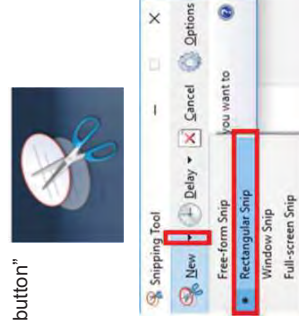 button”
Snipping Tool
New Delay Cancel Options
Free-form Snip
you want to
Rectangular Snip
Window Snip
Full-screen Snip